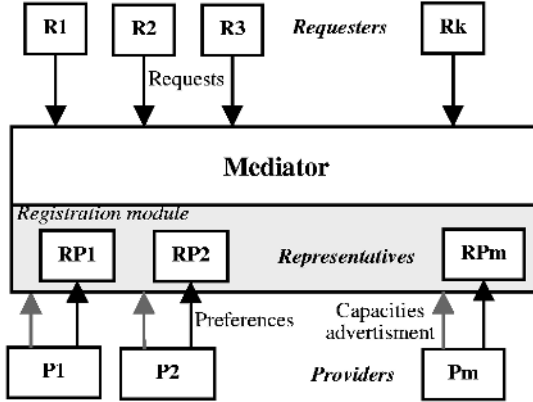 R1 R2 R3 Requesters Rk
Requests
Mediator
Registration module
RP1 RP2 Representatives RPm
Preferences
Capacities
advertisment
P1 P2 Providers Pm